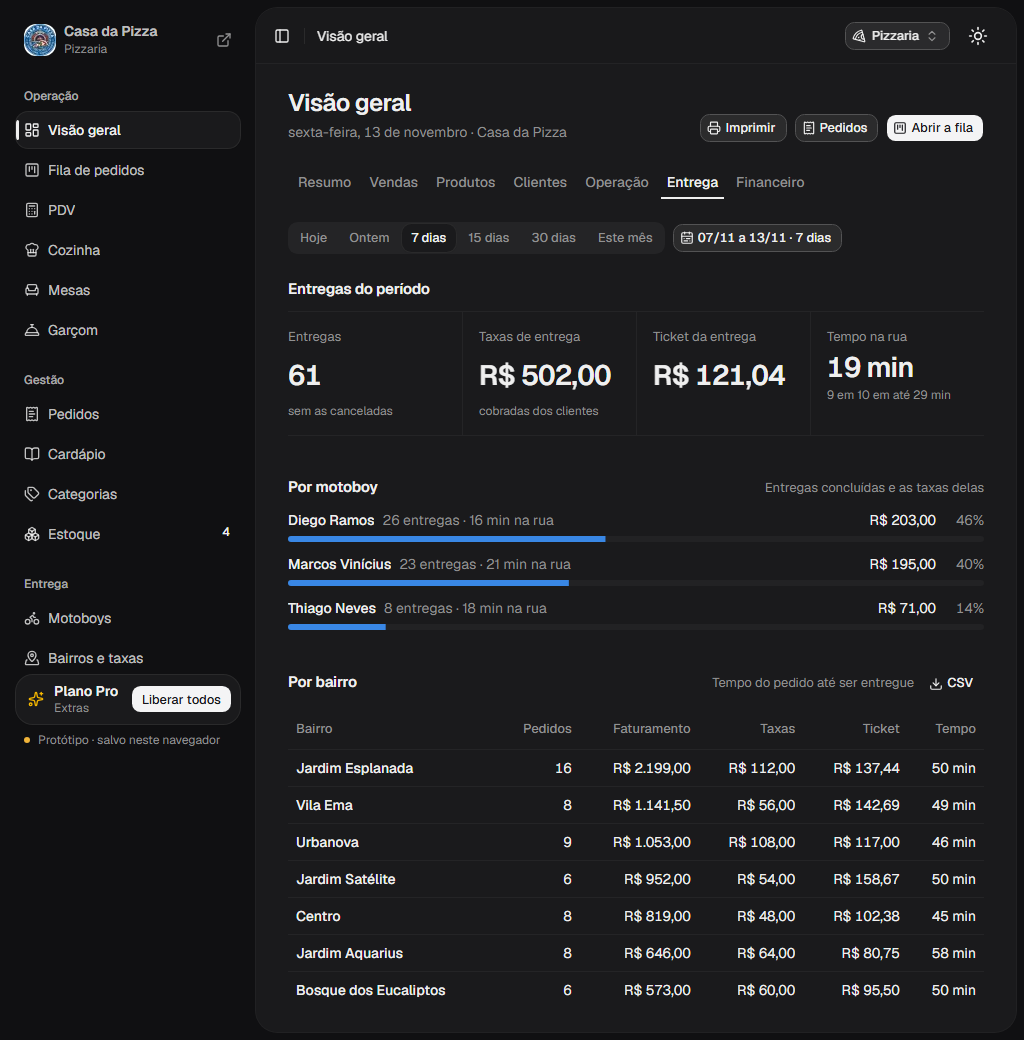 Casa da Pizza
Pizzaria
Operação
Visão geral
Fila de pedidos
PDV
Cozinha
Mesas
Garçom
Gestão
Pedidos
Cardápio
Categorias
Estoque 4
Entrega
Motoboys
Bairros e taxas
Plano Pro
Extras
Liberar todos
Protótipo · salvo neste navegador
Visão geral
Pizzaria
Visão geral
sexta-feira, 13 de novembro · Casa da Pizza
Imprimir Pedidos Abrir a fila
Resumo Vendas Produtos Clientes Operação Entrega Financeiro
Hoje Ontem 7 dias 15 dias 30 dias Este mês 07/11 a 13/11 · 7 dias
Entregas do período
Entregas
61
sem as canceladas
Taxas de entrega
R$ 502,00
cobradas dos clientes
Ticket da entrega
R$ 121,04
Tempo na rua
19 min
9 em 10 em até 29 min
Por motoboy Entregas concluídas e as taxas delas
Diego Ramos 26 entregas · 16 min na rua R$ 203,00 46%
Marcos Vinícius 23 entregas · 21 min na rua R$ 195,00 40%
Thiago Neves 8 entregas · 18 min na rua R$ 71,00 14%
Por bairro Tempo do pedido até ser entregue CSV
Bairro Pedidos Faturamento Taxas Ticket Tempo
Jardim Esplanada 16 R$ 2.199,00 R$ 112,00 R$ 137,44 50 min
Vila Ema 8 R$ 1.141,50 R$ 56,00 R$ 142,69 49 min
Urbanova 9 R$ 1.053,00 R$ 108,00 R$ 117,00 46 min
Jardim Satélite 6 R$ 952,00 R$ 54,00 R$ 158,67 50 min
Centro 8 R$ 819,00 R$ 48,00 R$ 102,38 45 min
Jardim Aquarius 8 R$ 646,00 R$ 64,00 R$ 80,75 58 min
Bosque dos Eucaliptos 6 R$ 573,00 R$ 60,00 R$ 95,50 50 min